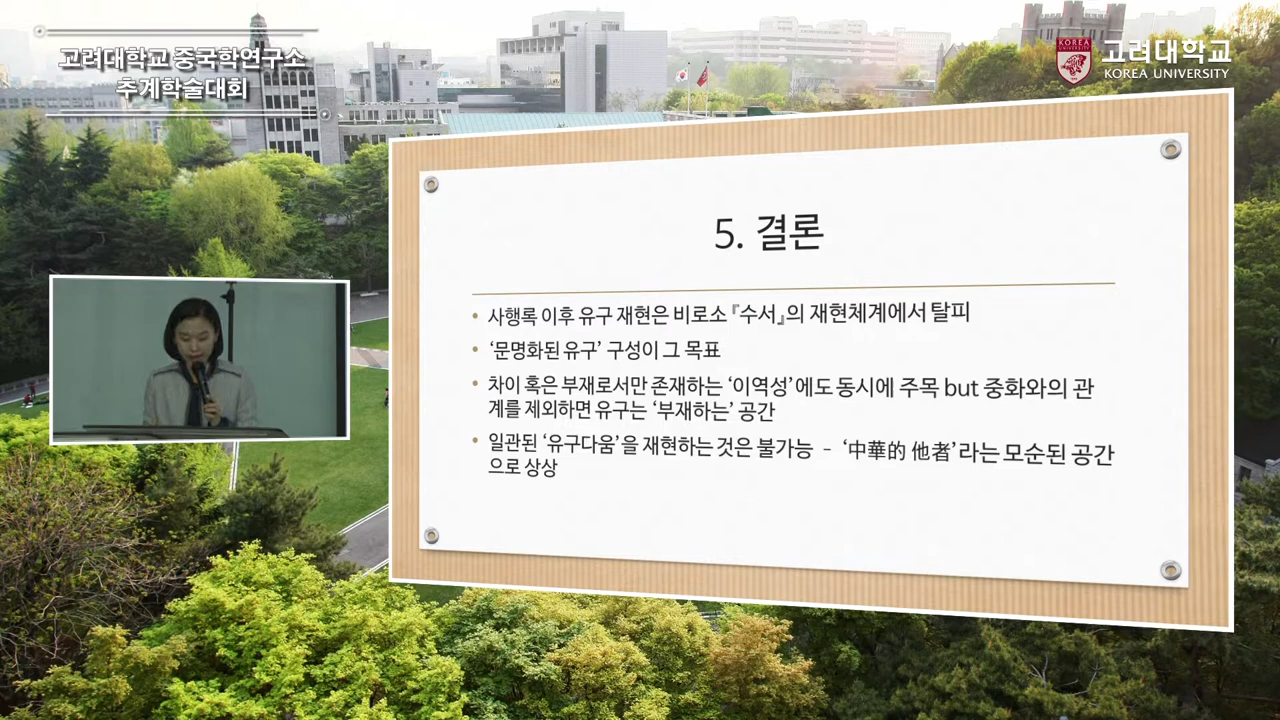 고려대학교 중국학연구소
추계학술대회
고려대학교
KOREA UNIVERSITY
KOREA
5. 결론
• 사행록 이후 유구 재현은 비로소 『수서』의 재현체계에서 탈피
• ‘문명화된 유구’ 구성이 그 목표
• 차이 혹은 부재로서만 존재하는 ‘이역성’에도 동시에 주목 but 중화와의 관
계를 제외하면 유구는 ‘부재하는’ 공간
• 일관된 ‘유구다움’을 재현하는 것은 불가능 – ‘中華的 他者’라는 모순된 공간
으로 상상